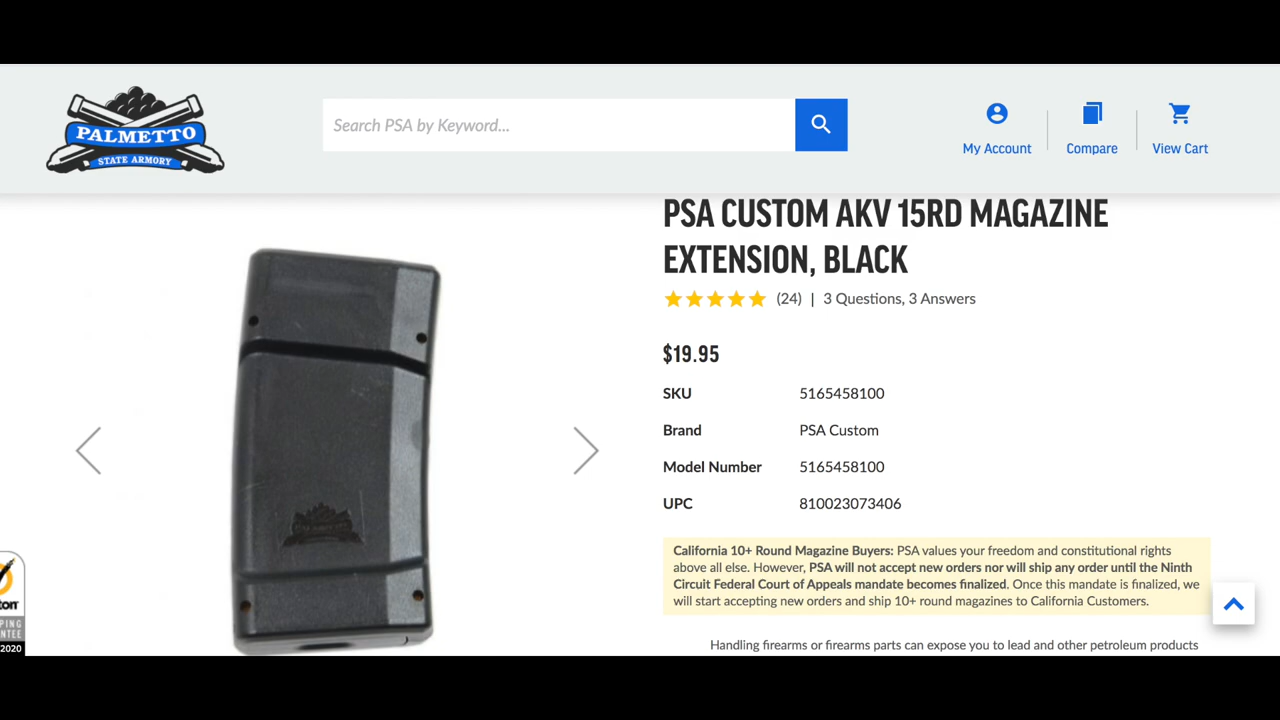 PALMETTO
STATE ARMORY
Search PSA by Keyword...
My Account
Compare
View Cart
PSA CUSTOM AKV 15RD MAGAZINE
EXTENSION, BLACK
(24) | 3 Questions, 3 Answers
$19.95
SKU 5165458100
Brand PSA Custom
Model Number 5165458100
UPC 810023073406
California 10+ Round Magazine Buyers: PSA values your freedom and constitutional rights
above all else. However, PSA will not accept new orders nor will ship any order until the Ninth
Circuit Federal Court of Appeals mandate becomes finalized. Once this mandate is finalized, we
will start accepting new orders and ship 10+ round magazines to California Customers.
Handling firearms or firearms parts can expose you to lead and other petroleum products
2020